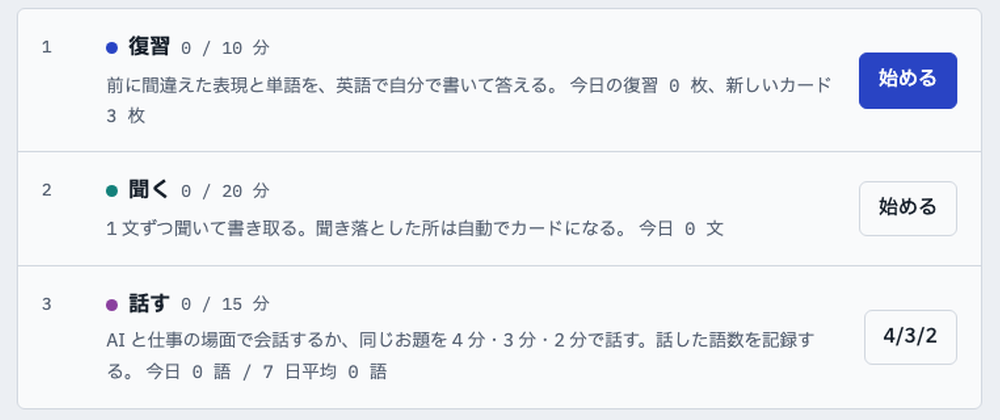 1
復習 0 / 10 分
前に間違えた表現と単語を、英語で自分で書いて答える。 今日の復習 0 枚、新しいカード
3 枚
始める
2
聞く 0 / 20 分
1 文ずつ聞いて書き取る。聞き落とした所は自動でカードになる。 今日 0 文
始める
3
話す 0 / 15 分
AI と仕事の場面で会話するか、同じお題を 4 分・3 分・2 分で話す。話した語数を記録す
る。 今日 0 語 / 7 日平均 0 語
4/3/2